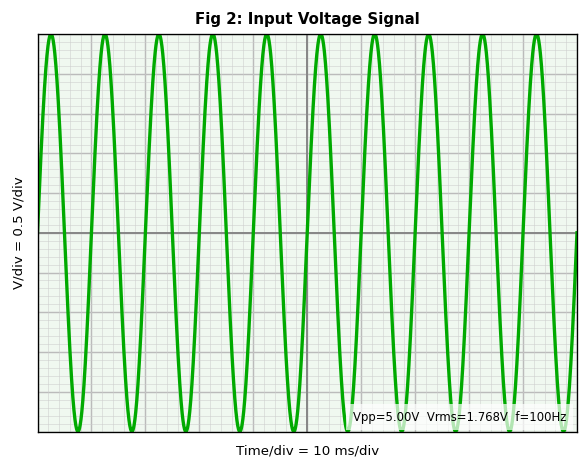 Fig 2: Input Voltage Signal
V/div = 0.5 V/div
Vpp=5.00V Vrms=1.768V f=100Hz
Time/div = 10 ms/div